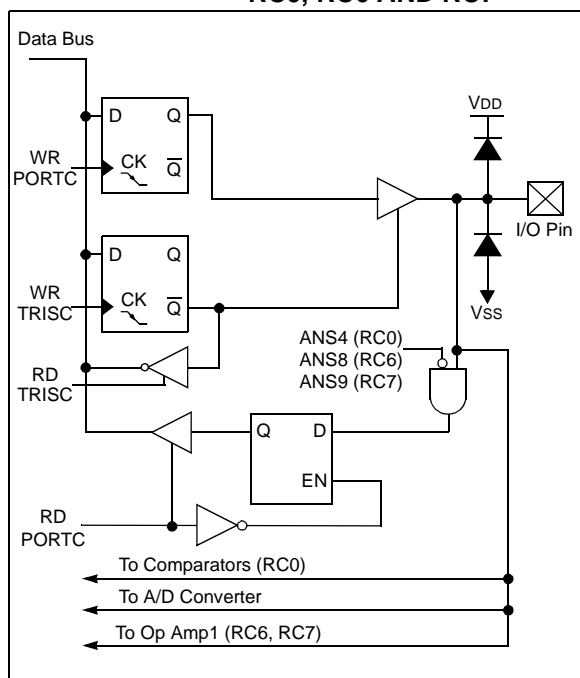 RC0, RC6 AND RC7
Data Bus
D Q
CK Q
WR
PORTC
VDD
I/O Pin
VSS
D Q
CK Q
WR
TRISC
RD
TRISC
ANS4 (RC0)
ANS8 (RC6)
ANS9 (RC7)
Q D
EN
RD
PORTC
To Comparators (RC0)
To A/D Converter
To Op Amp1 (RC6, RC7)